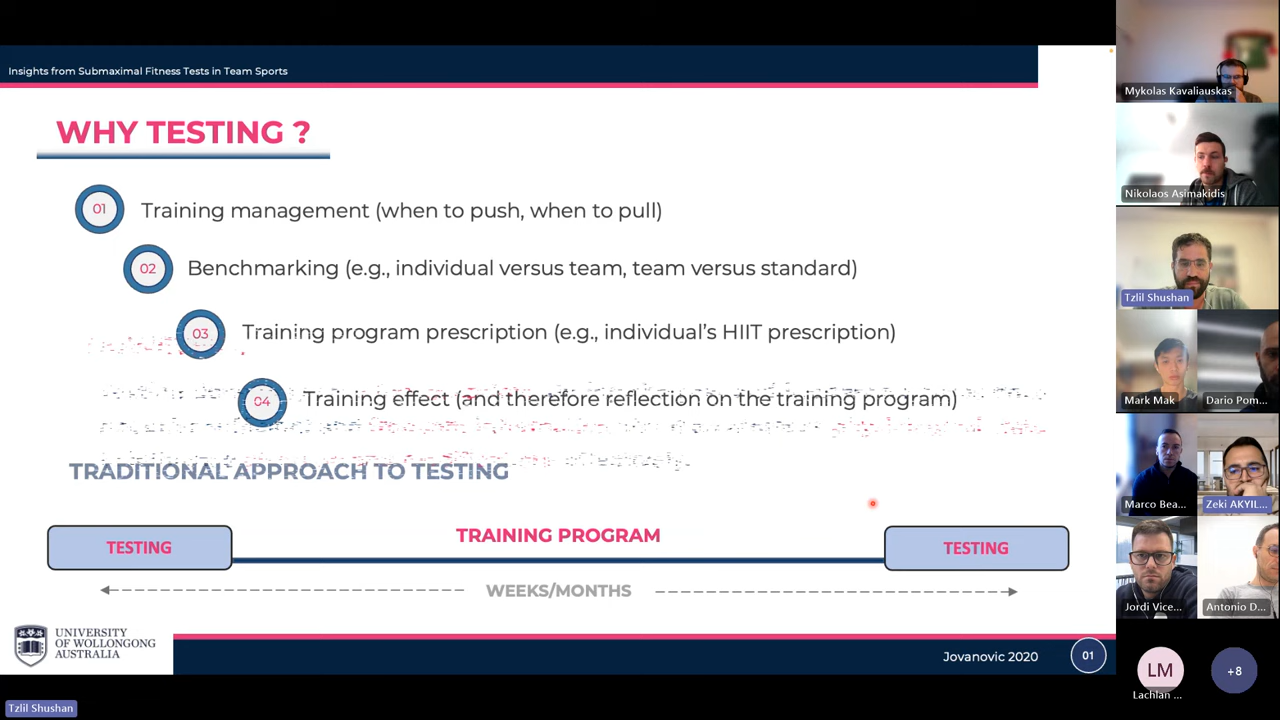 Insights from Submaximal Fitness Tests in Team Sports
WHY TESTING ?
01
Training management (when to push, when to pull)
02
Benchmarking (e.g., individual versus team, team versus standard)
03
Training program prescription (e.g., individual's HIIT prescription)
04
Training effect (and therefore reflection on the training program)
TRADITIONAL APPROACH TO TESTING
TESTING
TRAINING PROGRAM
TESTING
WEEKS/MONTHS
UNIVERSITY
OF WOLLONGONG
AUSTRALIA
Jovanovic 2020
01
Tzlil Shushan
Mykolas Kavaliauskas
Nikolaos Asimakidis
Tzlil Shushan
Mark Mak
Dario Pom...
Marco Bea...
Zeki AKYIL...
Jordi Vice...
Antonio D...
LM
Lachlan ...
+8